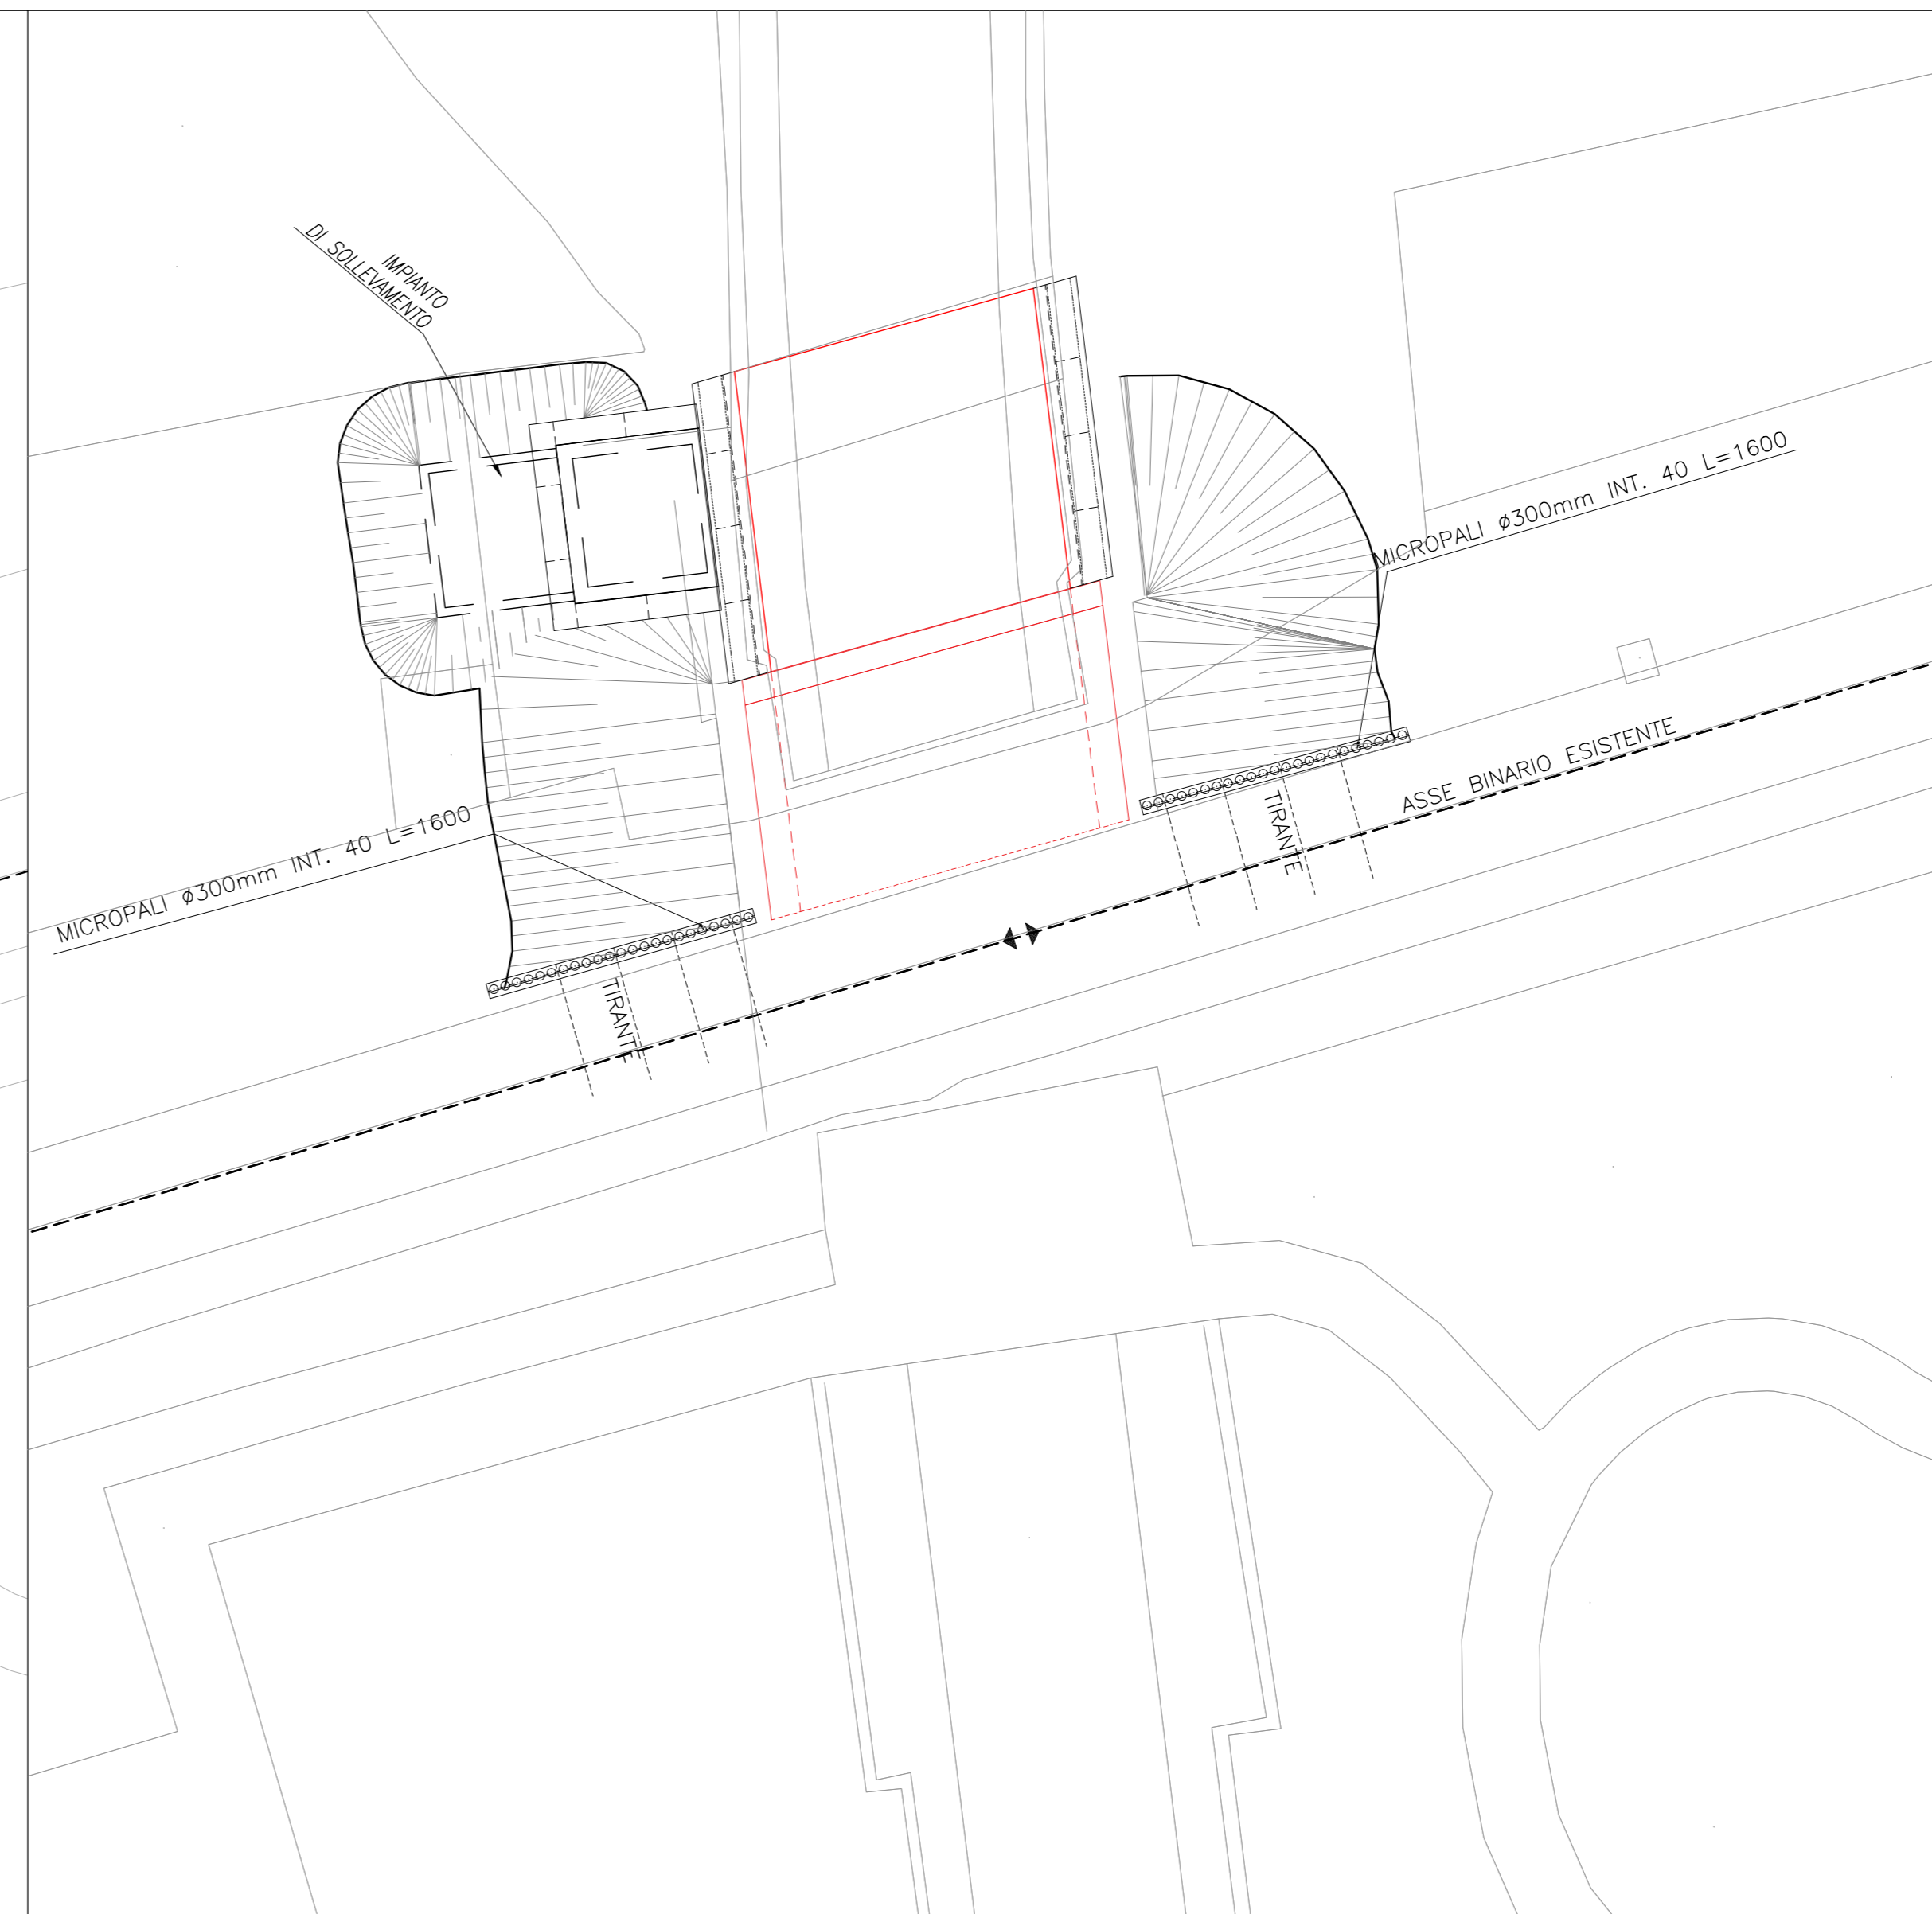 IMPIANTO
DI SOLLEVAMENTO
MICROPALI ø300mm INT. 40 L=1600
ASSE BINARIO ESISTENTE
TIRANTE
MICROPALI ø300mm INT. 40 L=1600
TIRANTE